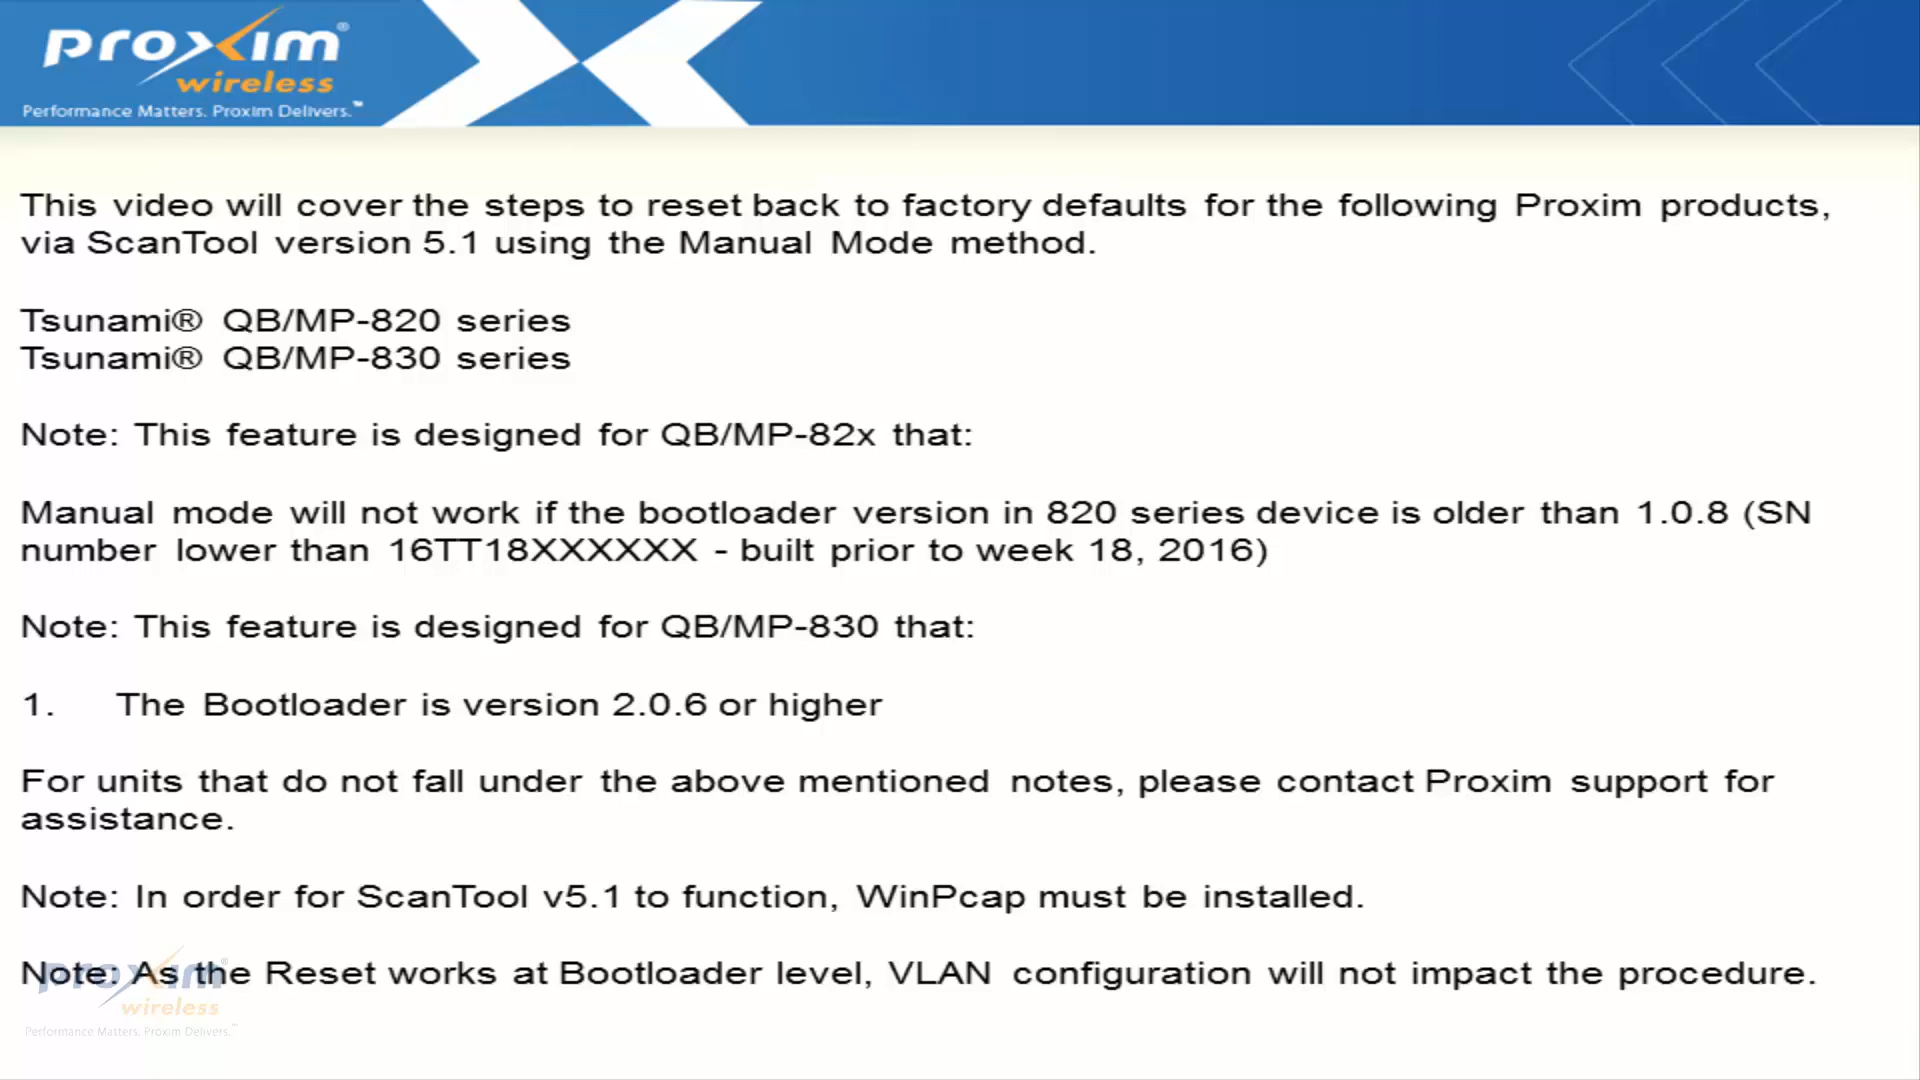 proxim®
wireless
Performance Matters. Proxim Delivers.™
This video will cover the steps to reset back to factory defaults for the following Proxim products,
via ScanTool version 5.1 using the Manual Mode method.
Tsunami® QB/MP-820 series
Tsunami® QB/MP-830 series
Note: This feature is designed for QB/MP-82x that:
Manual mode will not work if the bootloader version in 820 series device is older than 1.0.8 (SN
number lower than 16TT18XXXXXX - built prior to week 18, 2016)
Note: This feature is designed for QB/MP-830 that:
1. The Bootloader is version 2.0.6 or higher
For units that do not fall under the above mentioned notes, please contact Proxim support for
assistance.
Note: In order for ScanTool v5.1 to function, WinPcap must be installed.
Note: As the Reset works at Bootloader level, VLAN configuration will not impact the procedure.
proxim®
wireless
Performance Matters. Proxim Delivers.™